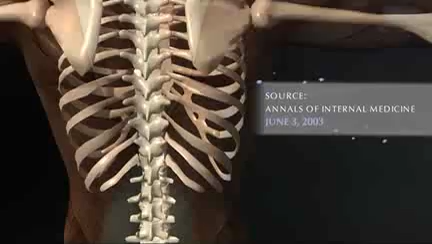 SOURCE:
ANNALS OF INTERNAL MEDICINE
JUNE 3, 2003